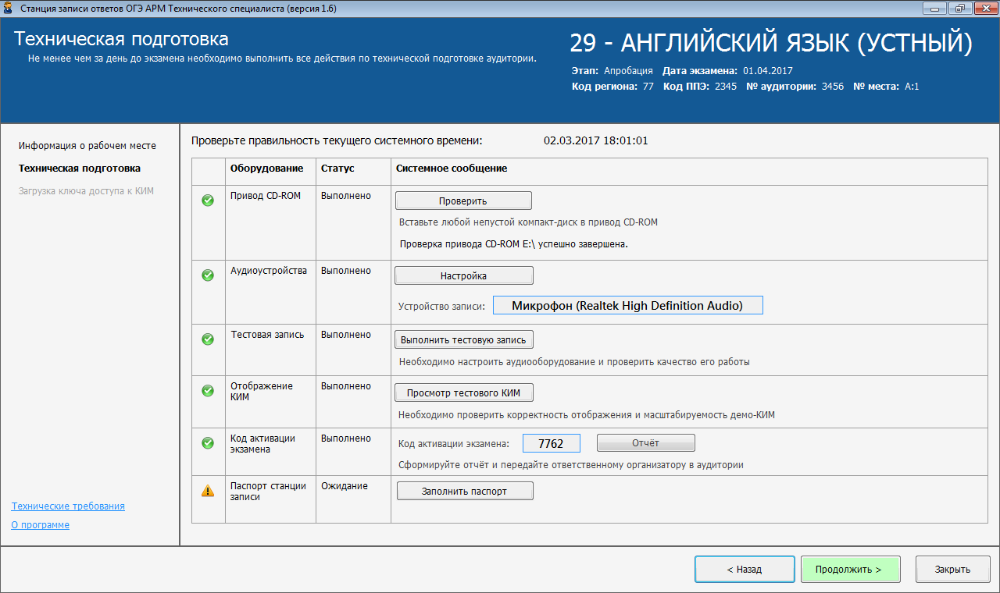 Станция записи ответов ОГЭ АРМ Технического специалиста (версия 1.6)
Техническая подготовка
Не менее чем за день до экзамена необходимо выполнить все действия по технической подготовке аудитории.
29 - АНГЛИЙСКИЙ ЯЗЫК (УСТНЫЙ)
Этап: Апробация Дата экзамена: 01.04.2017
Код региона: 77 Код ППЭ: 2345 № аудитории: 3456 № места: А:1
Информация о рабочем месте
Техническая подготовка
Загрузка ключа доступа к КИМ
Технические требования
О программе
Проверьте правильность текущего системного времени: 02.03.2017 18:01:01
Оборудование Статус Системное сообщение
Привод CD-ROM Выполнено Проверить
Вставьте любой непустой компакт-диск в привод CD-ROM
Проверка привода CD-ROM E:\ успешно завершена.
Аудиоустройства Выполнено Настройка
Устройство записи: Микрофон (Realtek High Definition Audio)
Тестовая запись Выполнено Выполнить тестовую запись
Необходимо настроить аудиооборудование и проверить качество его работы
Отображение КИМ Выполнено Просмотр тестового КИМ
Необходимо проверить корректность отображения и масштабируемость демо-КИМ
Код активации экзамена Выполнено Код активации экзамена: 7762 Отчёт
Сформируйте отчёт и передайте ответственному организатору в аудитории
Паспорт станции записи Ожидание Заполнить паспорт
< Назад Продолжить > Закрыть